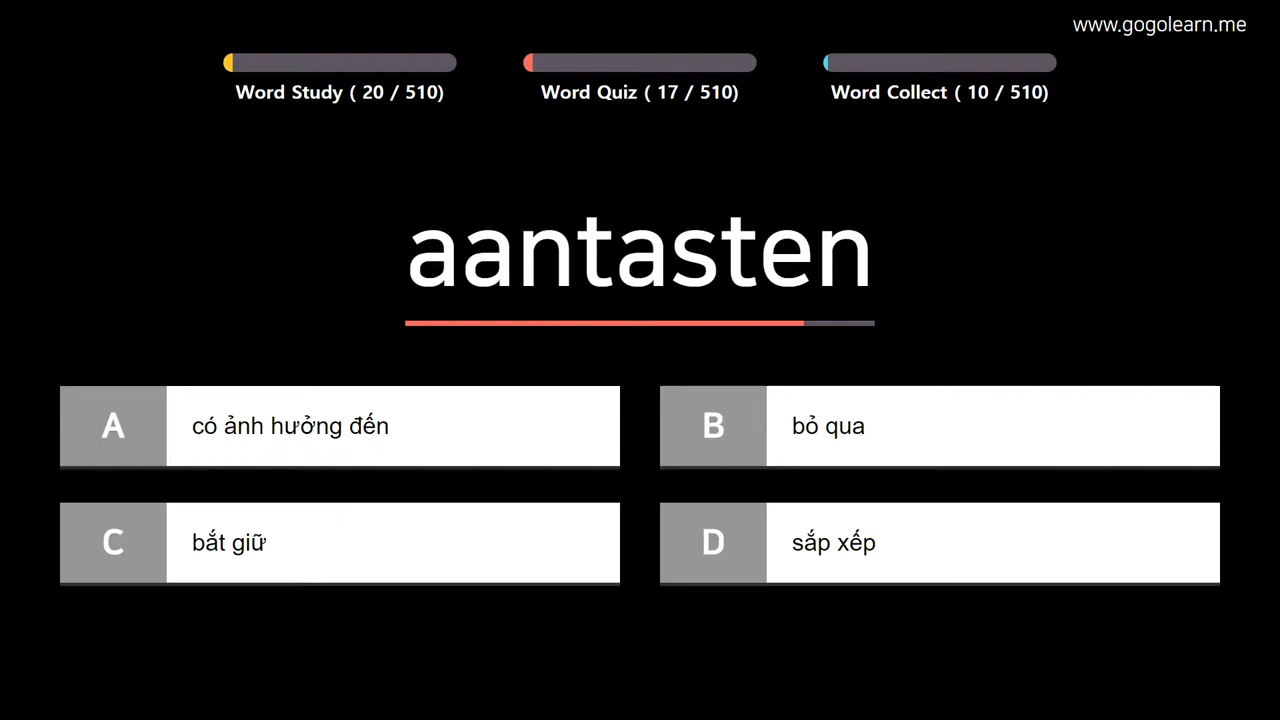 www.gogolearn.me
Word Study ( 20 / 510)
Word Quiz ( 17 / 510)
Word Collect ( 10 / 510)
aantasten
A có ảnh hưởng đến
B bỏ qua
C bắt giữ
D sắp xếp